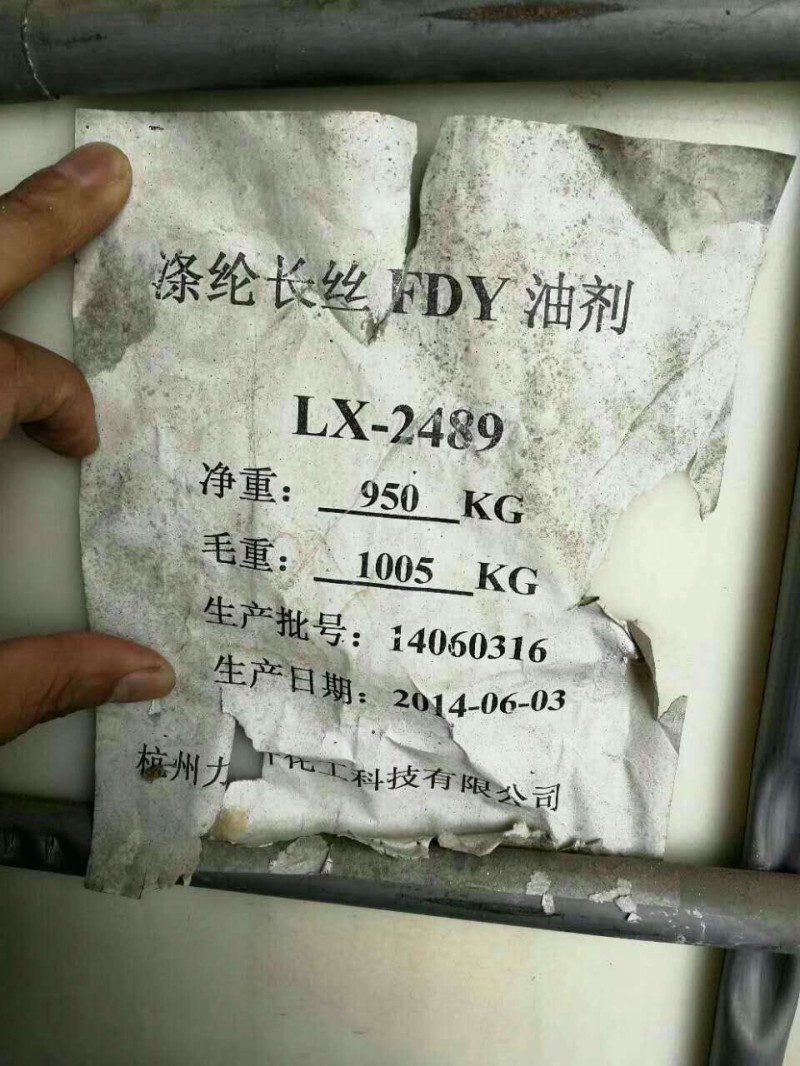 涤纶长丝 FDY 油剂
LX-2489
净重： 950 KG
毛重： 1005 KG
生产批号：14060316
生产日期：2014-06-03
杭州力 化工科技有限公司